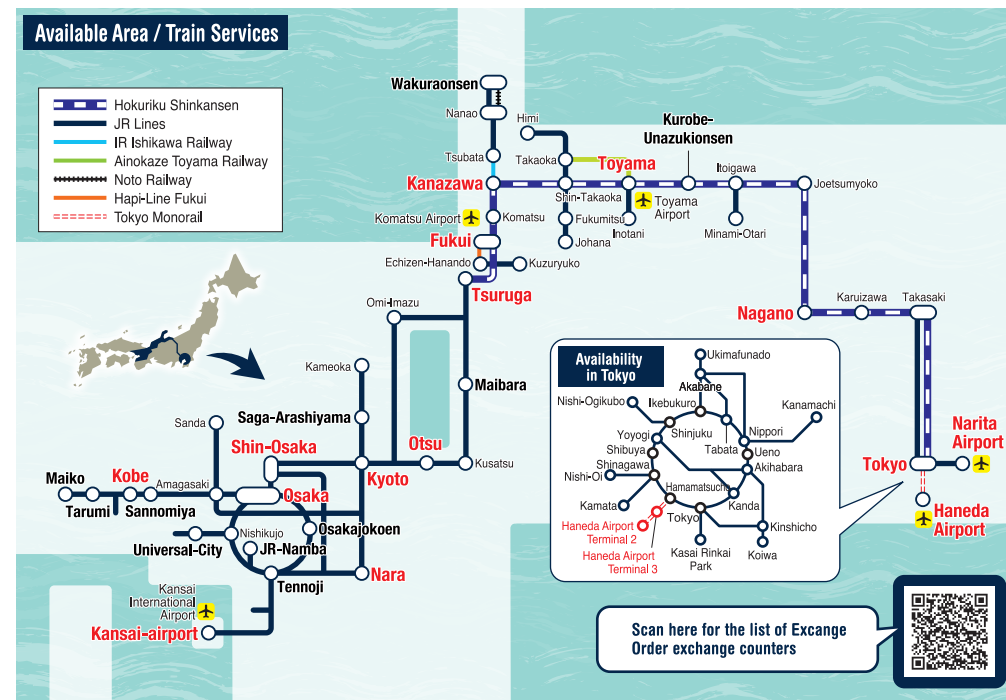 Available Area / Train Services
Hokuriku Shinkansen
JR Lines
IR Ishikawa Railway
Ainokaze Toyama Railway
Noto Railway
Hapi-Line Fukui
Tokyo Monorail
Wakuraonsen
Nanao
Tsubata
Kanazawa
Komatsu Airport
Komatsu
Fukui
Echizen-Hanando
Kuzuryuko
Tsuruga
Himi
Takaoka
Toyama
Shin-Takaoka
Fukumitsu
Johana
Toyama
Airport
Inotani
Kurobe-
Unazukionsen
Itoigawa
Minami-Otari
Joetsumyoko
Nagano
Karuizawa
Takasaki
Omi-Imazu
Maibara
Kameoka
Saga-Arashiyama
Sanda
Shin-Osaka
Otsu
Kyoto
Kusatsu
Maiko
Tarumi
Kobe
Sannomiya
Amagasaki
Osaka
Osakajokoen
Nishikujo
Universal-City
JR-Namba
Tennoji
Nara
Kansai
International
Airport
Kansai-airport
Availability
in Tokyo
Ukimafunado
Akabane
Nishi-Ogikubo
Ikebukuro
Kanamachi
Shinjuku
Yoyogi
Tabata
Nippori
Shibuya
Ueno
Shinagawa
Akihabara
Nishi-Oi
Hamamatsucho
Kamata
Kanda
Tokyo
Kinshicho
Haneda Airport
Terminal 2
Haneda Airport
Terminal 3
Kasai Rinkai
Park
Koiwa
Tokyo
Narita
Airport
Haneda
Airport
Scan here for the list of Excange
Order exchange counters